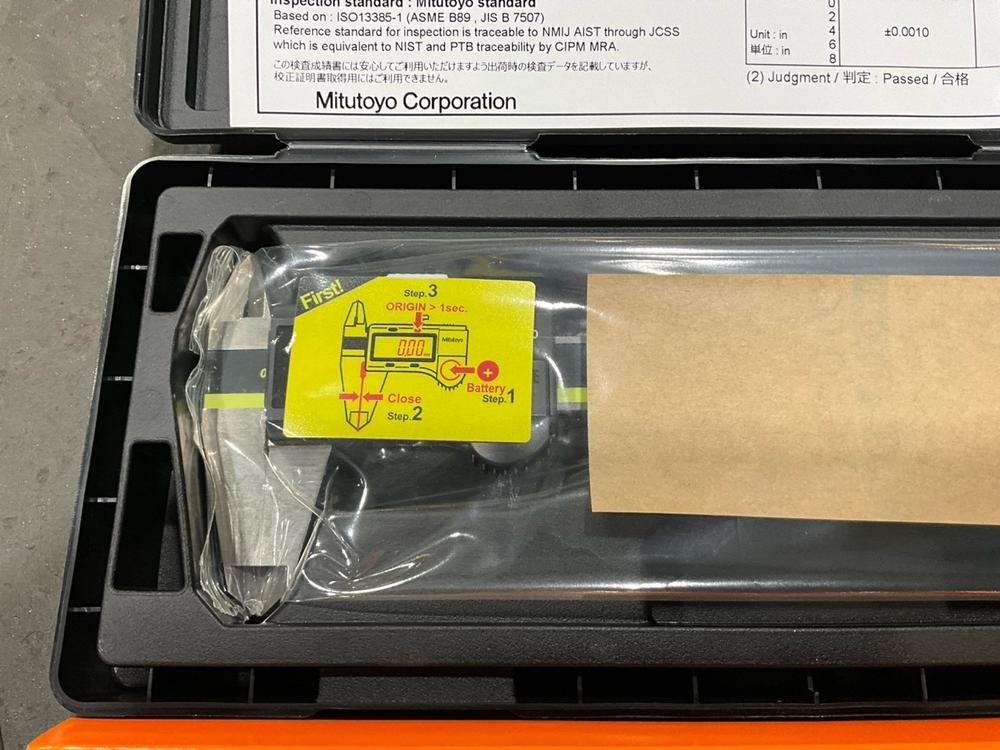 Inspection standard : Mitutoyo standard
Based on : ISO13385-1 (ASME B89 , JIS B 7507)
Reference standard for inspection is traceable to NMIJ AIST through JCSS
which is equivalent to NIST and PTB traceability by CIPM MRA.
この検査成績書には安心してご利用いただけますよう出荷時の検査データを記載していますが、
校正証明書取得用にはご利用できません。
Mitutoyo Corporation
0
2
Unit : in
4
±0.0010
単位 : in
6
8
(2) Judgment / 判定 : Passed / 合格
First!
Step.3
ORIGIN > 1sec.
Mitutoyo
0.00
Battery
Step.1
Close
Step.2
0